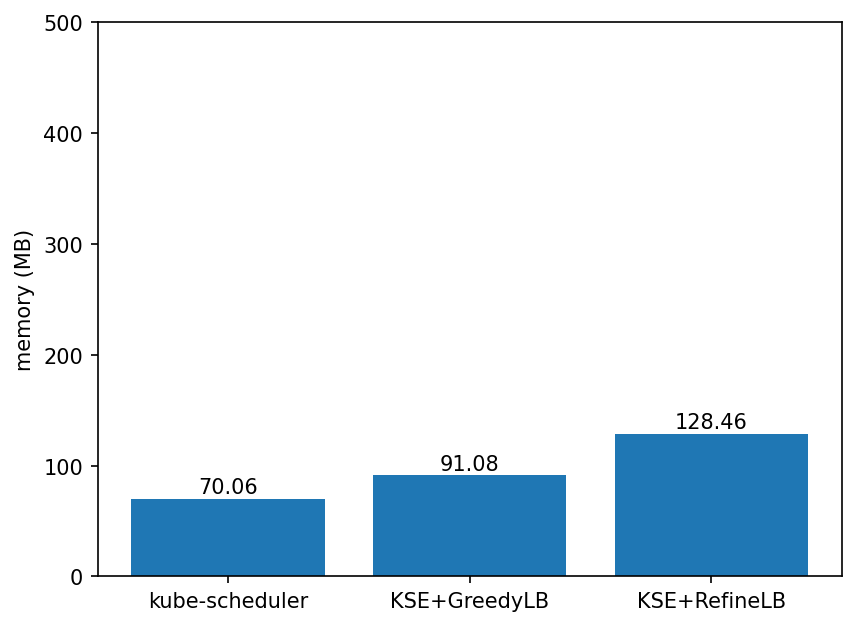 500
400
300
200
100
0
memory (MB)
70.06
91.08
128.46
kube-scheduler
KSE+GreedyLB
KSE+RefineLB